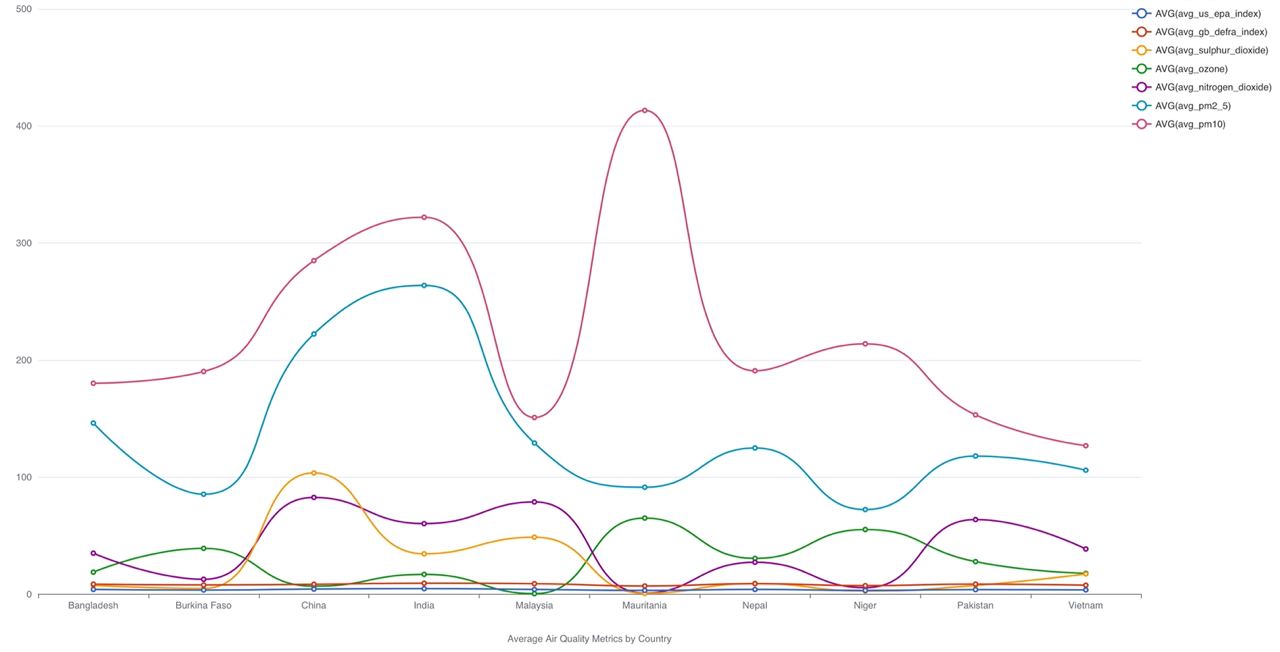 500
400
300
200
100
0
Bangladesh Burkina Faso China India Malaysia Mauritania Nepal Niger Pakistan Vietnam
Average Air Quality Metrics by Country
AVG(avg_us_epa_index)
AVG(avg_gb_defra_index)
AVG(avg_sulphur_dioxide)
AVG(avg_ozone)
AVG(avg_nitrogen_dioxide)
AVG(avg_pm2_5)
AVG(avg_pm10)